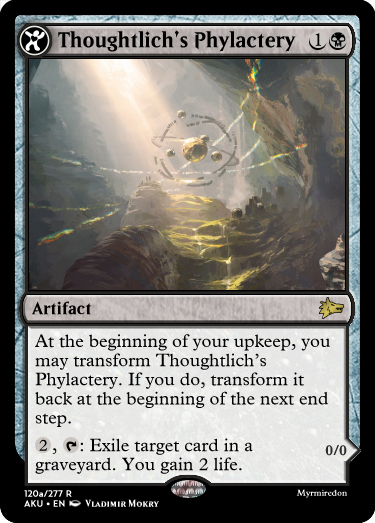 Thoughtlich's Phylactery 1
Artifact
At the beginning of your upkeep, you
may transform Thoughtlich's
Phylactery. If you do, transform it
back at the beginning of the next end
step.
2 , : Exile target card in a
graveyard. You gain 2 life.
0/0
120a/277 R
Myrmiredon
AKU • EN Vladimir Mokry